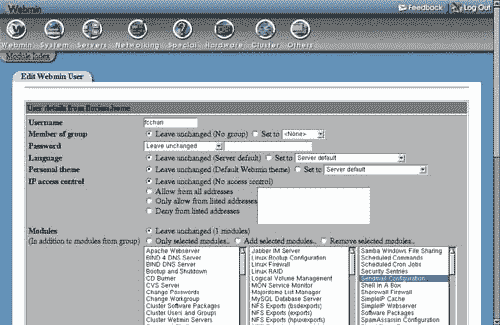 Webmin
Feedback
Log Out
Webmin System Servers Networking Special Hardware Cluster Others
Module Index
Edit Webmin User
Username fcchan
Member of group Leave unchanged (No group) Set to <None>
Password Leave unchanged
Language Leave unchanged (Server default) Set to Server default
Personal theme Leave unchanged (Default Webmin theme) Set to Server default
IP access control Leave unchanged (No access control)
Allow from all addresses
Only allow from listed addresses
Deny from listed addresses
Modules Leave unchanged (1 modules)
(In addition to modules from group) Only selected modules.. Add selected modules.. Remove selected modules..
Apache Webserver
BIND 4 DNS Server
BIND DNS Server
Bootup and Shutdown
CD Burner
CVS Server
Change Passwords
Change Workgroup
Cluster Software Packages
Cluster Users and Groups
Cluster Webmin Servers
Jabber IM Server
Linux Bootup Configuration
Linux Firewall
Linux RAID
Logical Volume Management
MON Service Monitor
Majordomo List Manager
MySQL Database Server
NFS Exports (bsdexports)
NFS Exports (exports)
NFS Exports (hpuxexports)
Samba Windows File Sharing
Scheduled Commands
Scheduled Cron Jobs
Security Sentries
Sendmail Configuration
Shell In A Box
Shorewall Firewall
SimpleIP Cache
SimpleIP Webserver
Software Packages
SpamAssassin Configuration